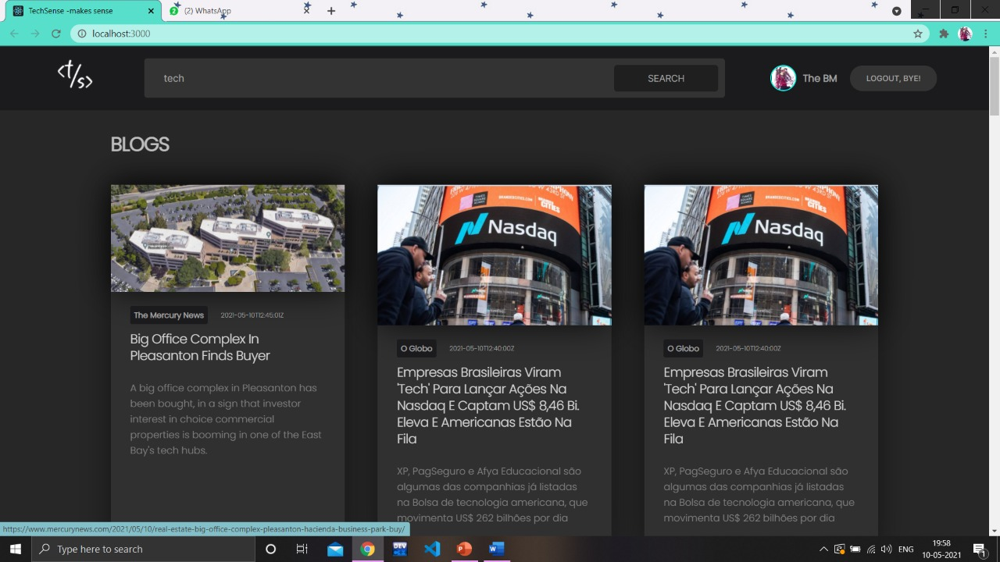 TechSense -makes sense
(2) WhatsApp
localhost:3000
<t/s>
tech
SEARCH
The BM
LOGOUT, BYE!
BLOGS
The Mercury News 2021-05-10T12:45:01Z
Big Office Complex In
Pleasanton Finds Buyer
A big office complex in Pleasanton has
been bought, in a sign that investor
interest in choice commercial
properties is booming in one of the East
Bay's tech hubs.
Nasdaq
O Globo 2021-05-10T12:40:00Z
Empresas Brasileiras Viram
'Tech' Para Lançar Ações Na
Nasdaq E Captam US$ 8,46 Bi.
Eleva E Americanas Estão Na
Fila
XP, PagSeguro e Afya Educacional são
algumas das companhias já listadas
na Bolsa de tecnologia americana, que
movimenta US$ 262 bilhões por dia
Nasdaq
O Globo 2021-05-10T12:40:00Z
Empresas Brasileiras Viram
'Tech' Para Lançar Ações Na
Nasdaq E Captam US$ 8,46 Bi.
Eleva E Americanas Estão Na
Fila
XP, PagSeguro e Afya Educacional são
algumas das companhias já listadas
na Bolsa de tecnologia americana, que
movimenta US$ 262 bilhões por dia
https://www.mercurynews.com/2021/05/10/real-estate-big-office-complex-pleasanton-hacienda-business-park-buy/
Type here to search
DEV
ENG
19:58
10-05-2021
1